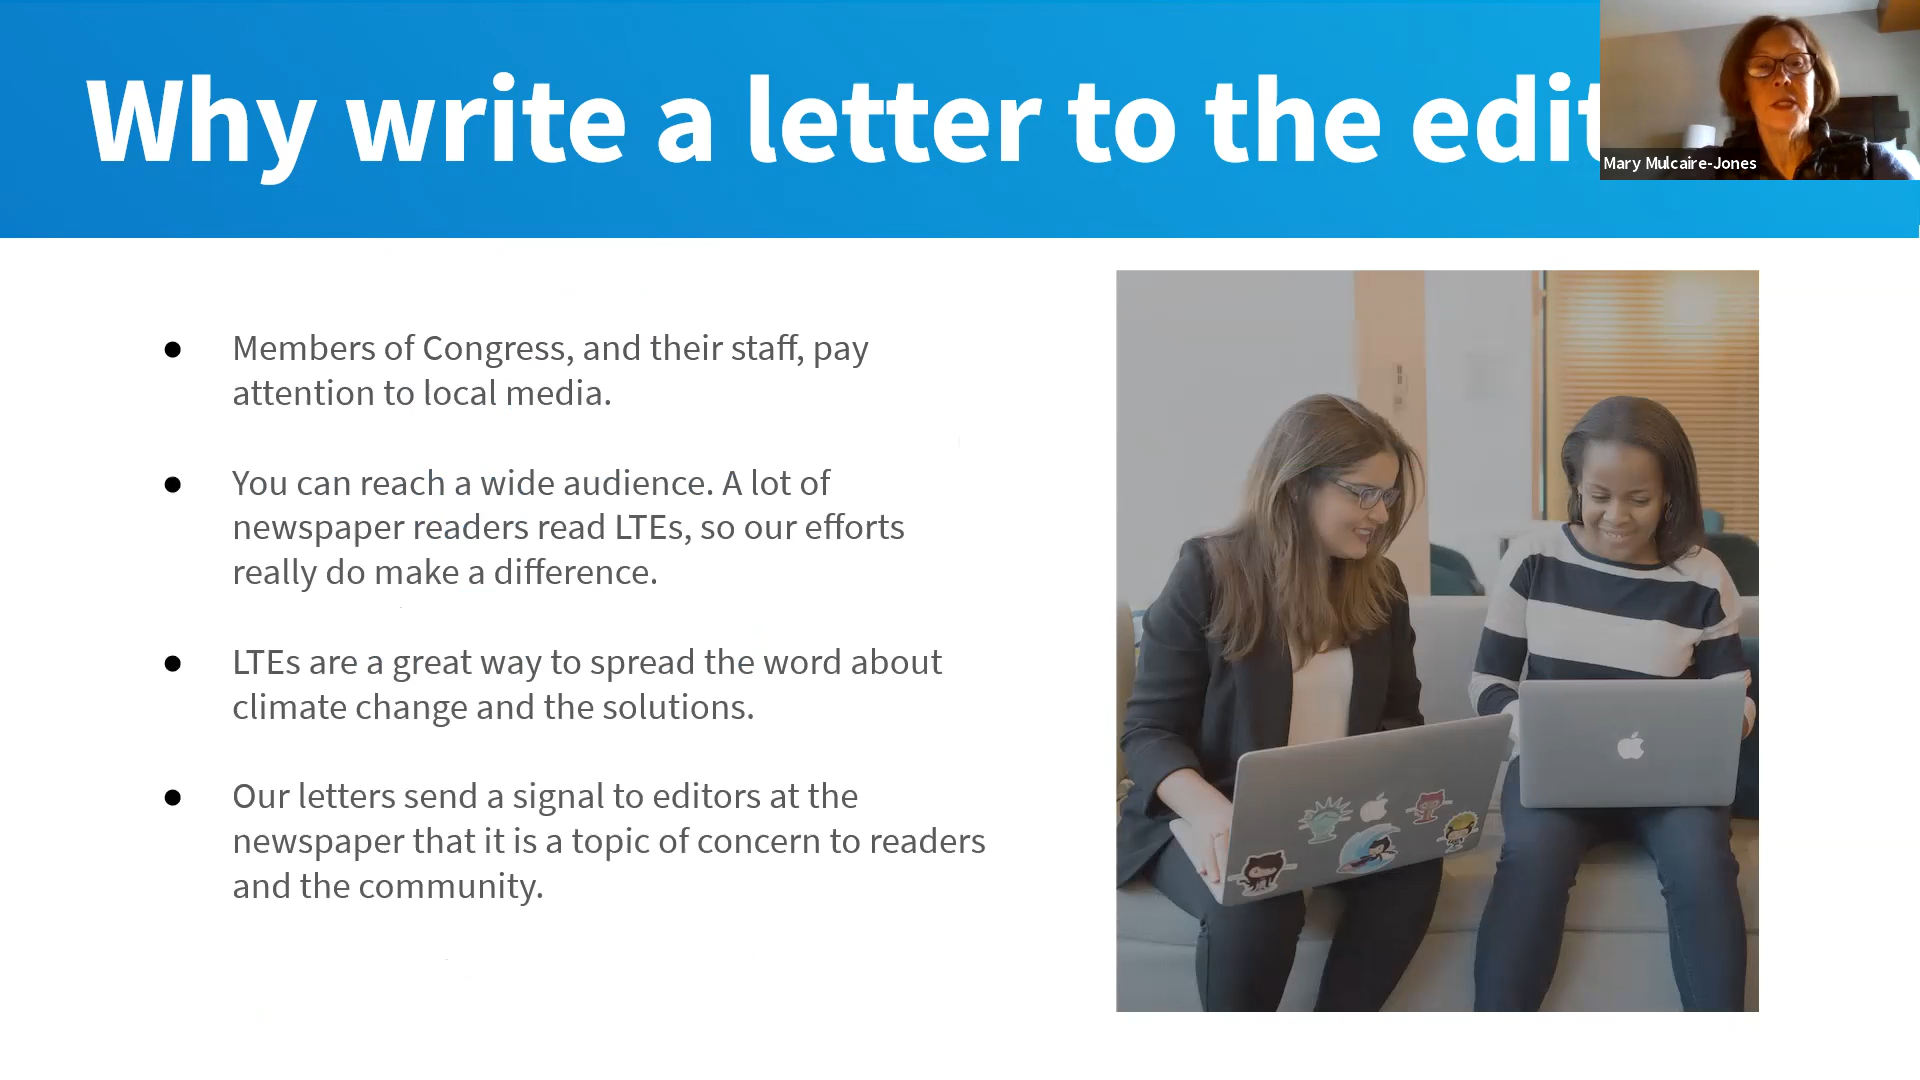 Why write a letter to the edit
Mary Mulcaire-Jones
● Members of Congress, and their staff, pay
attention to local media.
● You can reach a wide audience. A lot of
newspaper readers read LTEs, so our efforts
really do make a difference.
● LTEs are a great way to spread the word about
climate change and the solutions.
● Our letters send a signal to editors at the
newspaper that it is a topic of concern to readers
and the community.